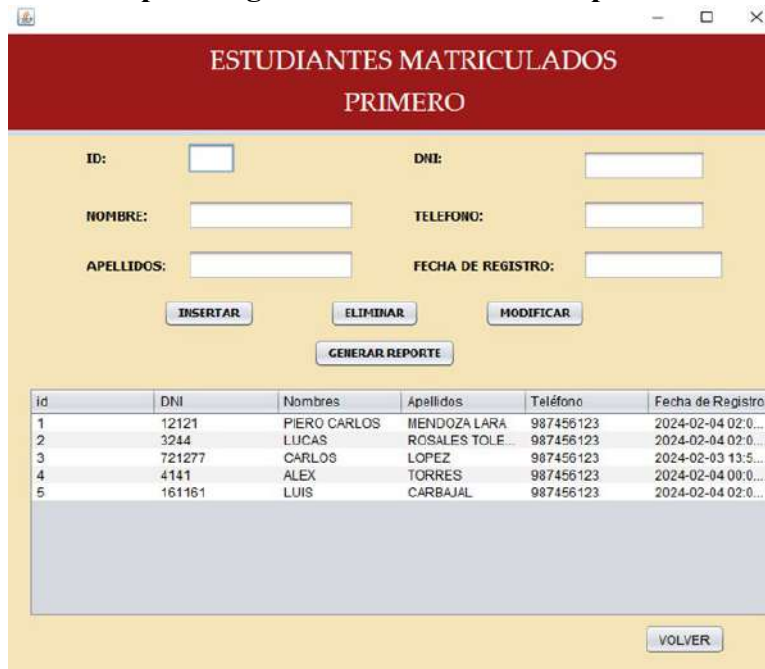 ESTUDIANTES MATRICULADOS
PRIMERO
ID: DNI:
NOMBRE: TELEFONO:
APELLIDOS: FECHA DE REGISTRO:
INSERTAR ELIMINAR MODIFICAR
GENERAR REPORTE
id DNI Nombres Apellidos Teléfono Fecha de Registro
1 12121 PIERO CARLOS MENDOZA LARA 987456123 2024-02-04 02:0...
2 3244 LUCAS ROSALES TOLE... 987456123 2024-02-04 02:0...
3 721277 CARLOS LOPEZ 987456123 2024-02-03 13:5...
4 4141 ALEX TORRES 987456123 2024-02-04 00:0...
5 161161 LUIS CARBAJAL 987456123 2024-02-04 02:0...
VOLVER